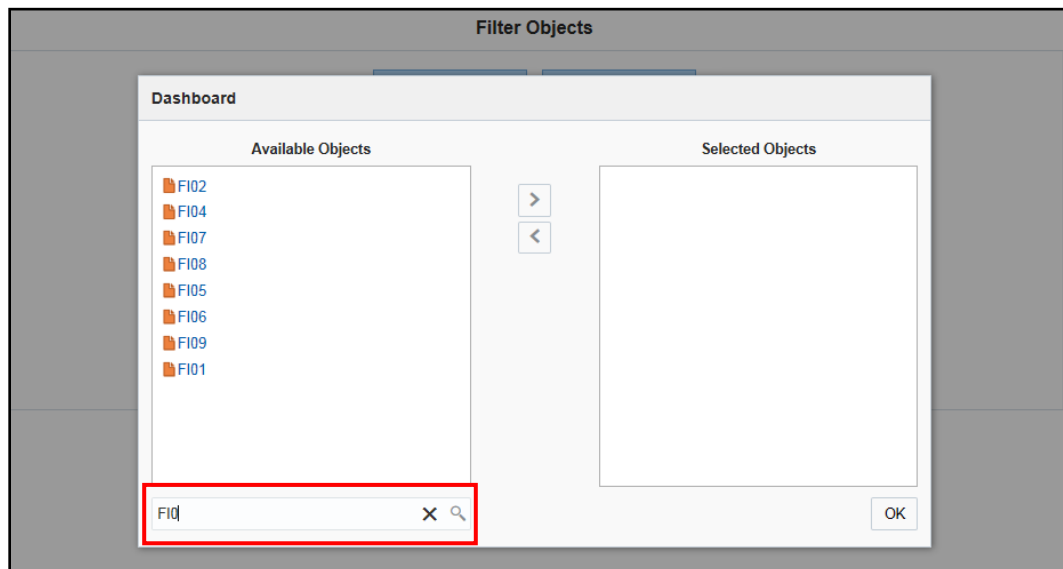 Filter Objects
Dashboard
Available Objects
Selected Objects
FI02
FI04
FI07
FI08
FI05
FI06
FI09
FI01
FI0
OK